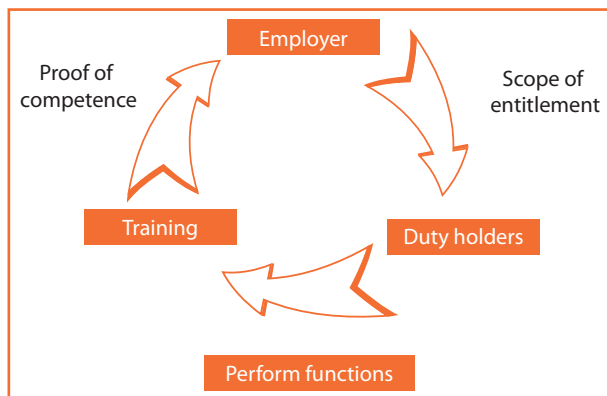 Employer
Proof of
competence
Scope of
entitlement
Training
Duty holders
Perform functions